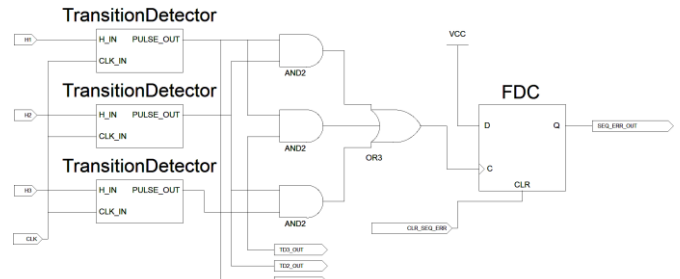 TransitionDetector
H1
H_IN PULSE_OUT
CLK_IN
AND2
VCC
TransitionDetector
H2
H_IN PULSE_OUT
CLK_IN
AND2
OR3
FDC
D Q
C
CLR
SEQ_ERR_OUT
TransitionDetector
H3
H_IN PULSE_OUT
CLK_IN
AND2
CLR_SEQ_ERR
CLK
TD3_OUT
TD2_OUT